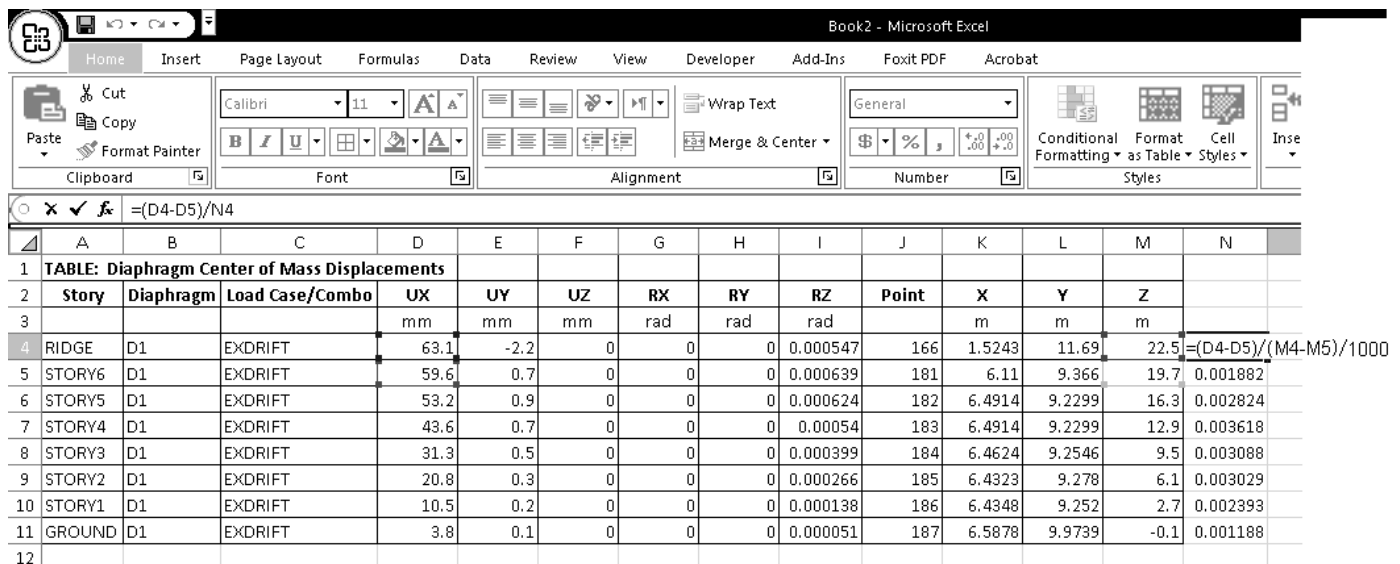 Book2 - Microsoft Excel
Home Insert Page Layout Formulas Data Review View Developer Add-Ins Foxit PDF Acrobat
Paste
Cut
Copy
Format Painter
Clipboard
Calibri 11
B I U
Font
Wrap Text
Merge & Center
Alignment
General
$ % ,
Number
Conditional Formatting
Format as Table
Cell Styles
Styles
Inse
fx =(D4-D5)/N4
A B C D E F G H I J K L M N
1 TABLE: Diaphragm Center of Mass Displacements
2 Story Diaphragm Load Case/Combo UX UY UZ RX RY RZ Point X Y Z
3 mm mm mm rad rad rad m m m
4 RIDGE D1 EXDRIFT 63.1 -2.2 0 0 0 0.000547 166 1.5243 11.69 22.5 =(D4-D5)/(M4-M5)/1000
5 STORY6 D1 EXDRIFT 59.6 0.7 0 0 0 0.000639 181 6.11 9.366 19.7 0.001882
6 STORY5 D1 EXDRIFT 53.2 0.9 0 0 0 0.000624 182 6.4914 9.2299 16.3 0.002824
7 STORY4 D1 EXDRIFT 43.6 0.7 0 0 0 0.00054 183 6.4914 9.2299 12.9 0.003618
8 STORY3 D1 EXDRIFT 31.3 0.5 0 0 0 0.000399 184 6.4624 9.2546 9.5 0.003088
9 STORY2 D1 EXDRIFT 20.8 0.3 0 0 0 0.000266 185 6.4323 9.278 6.1 0.003029
10 STORY1 D1 EXDRIFT 10.5 0.2 0 0 0 0.000138 186 6.4348 9.252 2.7 0.002393
11 GROUND D1 EXDRIFT 3.8 0.1 0 0 0 0.000051 187 6.5878 9.9739 -0.1 0.001188
12